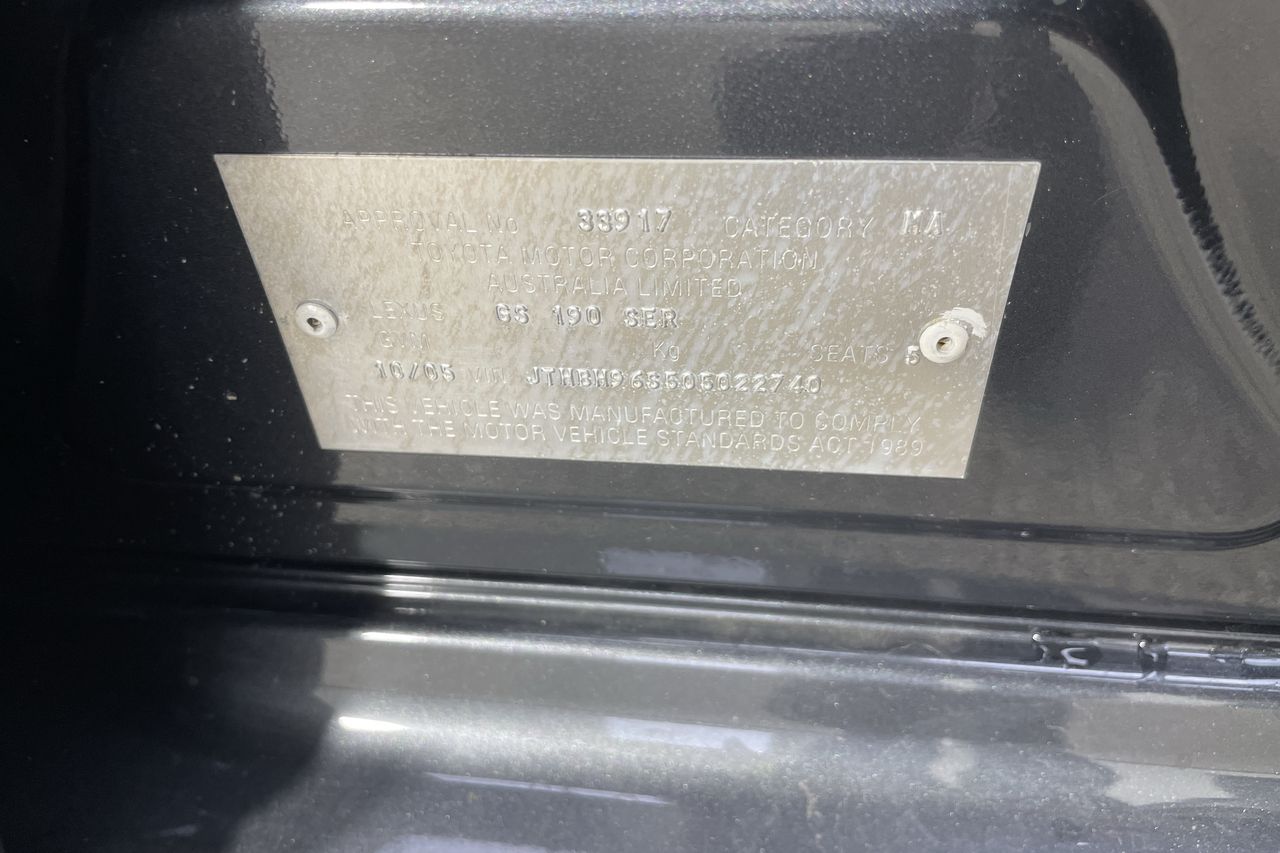 APPROVAL No 33917 CATEGORY MA
TOYOTA MOTOR CORPORATION
AUSTRALIA LIMITED
LEXUS GS 190 SER
GVM Kg SEATS 5
10/05 VIN JTHBH96S505022740
THIS VEHICLE WAS MANUFACTURED TO COMPLY
WITH THE MOTOR VEHICLE STANDARDS ACT 1989